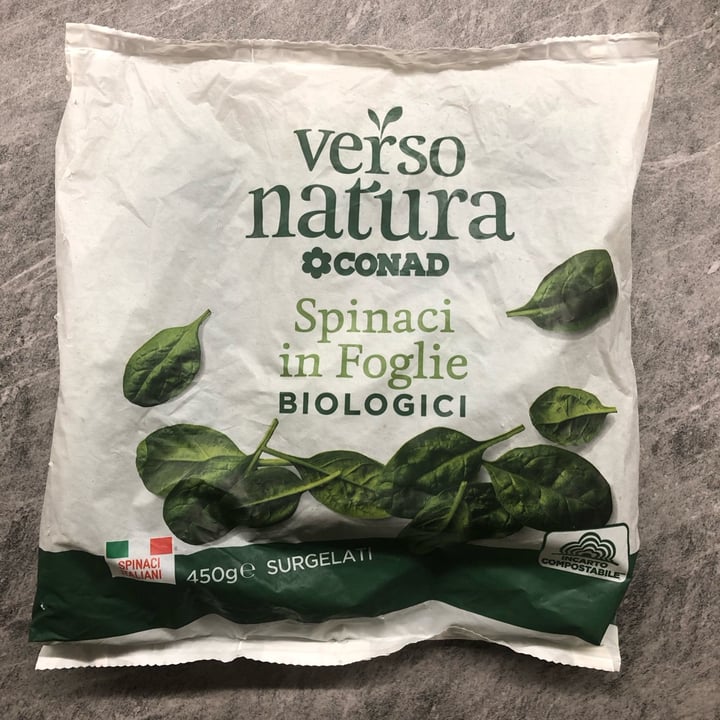 verso
natura
CONAD
Spinaci
in Foglie
BIOLOGICI
SPINACI
ITALIANI
450g℮ SURGELATI
INCARTO
COMPOSTABILE